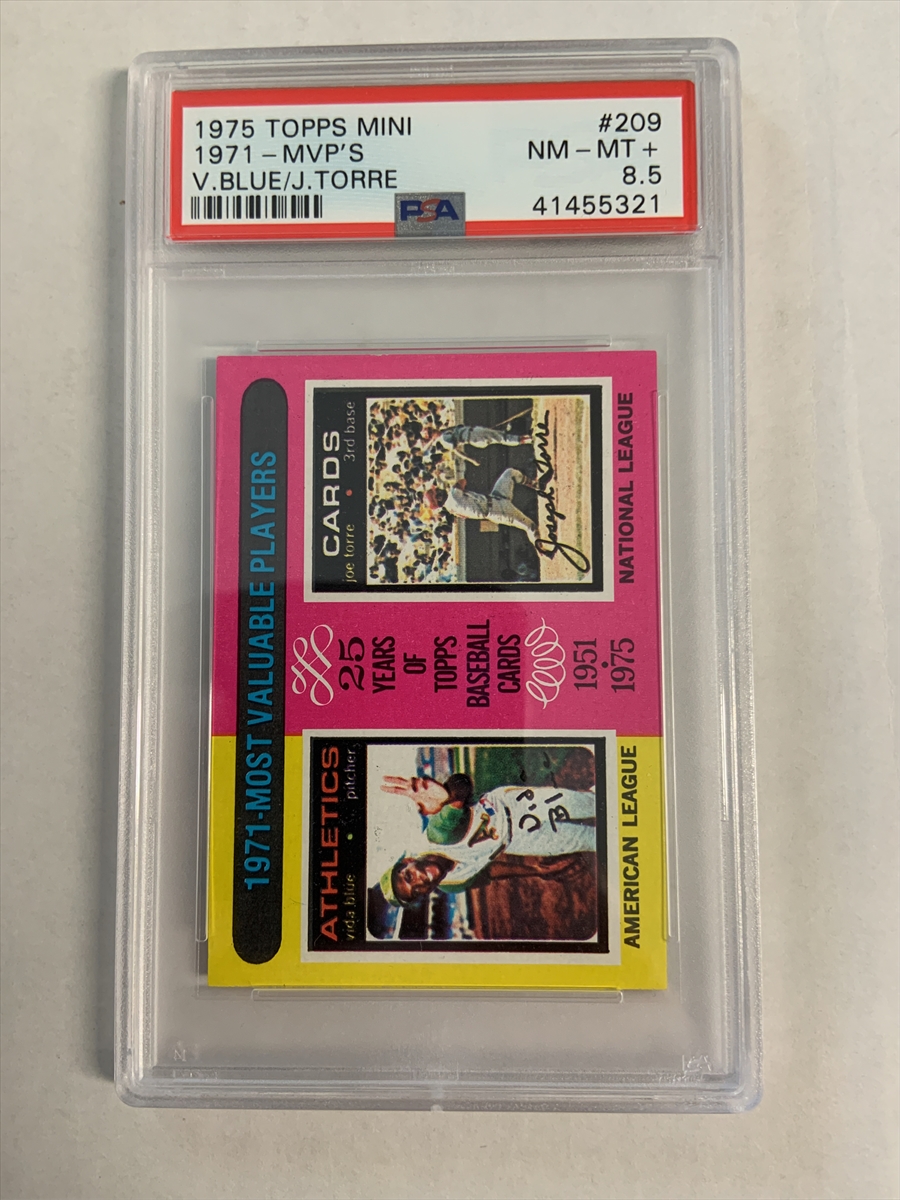 1975 TOPPS MINI #209
1971-MVP'S NM-MT+
V.BLUE/J.TORRE 8.5
PSA 41455321
1971-MOST VALUABLE PLAYERS
ATHLETICS
vida blue • pitcher
AMERICAN LEAGUE
25
YEARS
OF
TOPPS
BASEBALL
CARDS
1951
•
1975
CARDS
joe torre • 3rd base
Joseph Torre
NATIONAL LEAGUE